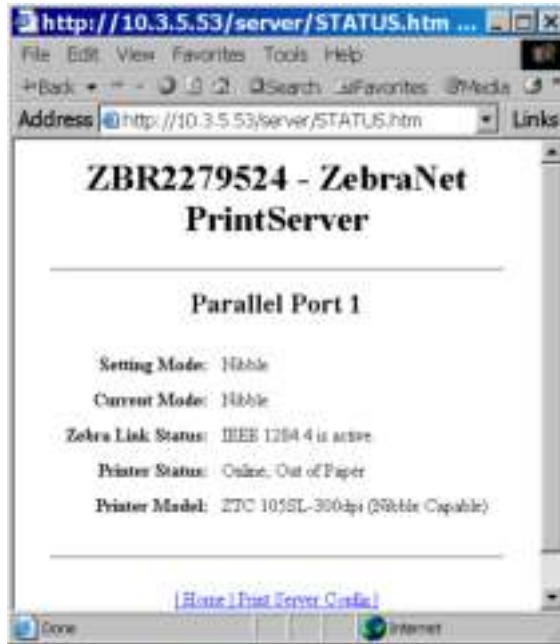 http://10.3.5.53/server/STATUS.htm ...
File Edit View Favorites Tools Help
Back Search Favorites Media
Address http://10.3.5.53/server/STATUS.htm Links
ZBR2279524 - ZebraNet
PrintServer
Parallel Port 1
Setting Mode: Nibble
Current Mode: Nibble
Zebra Link Status: IEEE 1284.4 is active
Printer Status: Online, Out of Paper
Printer Model: ZTC 105SL-300dpi (Nibble Capable)
[ Home | Print Server Config ]
Done Internet